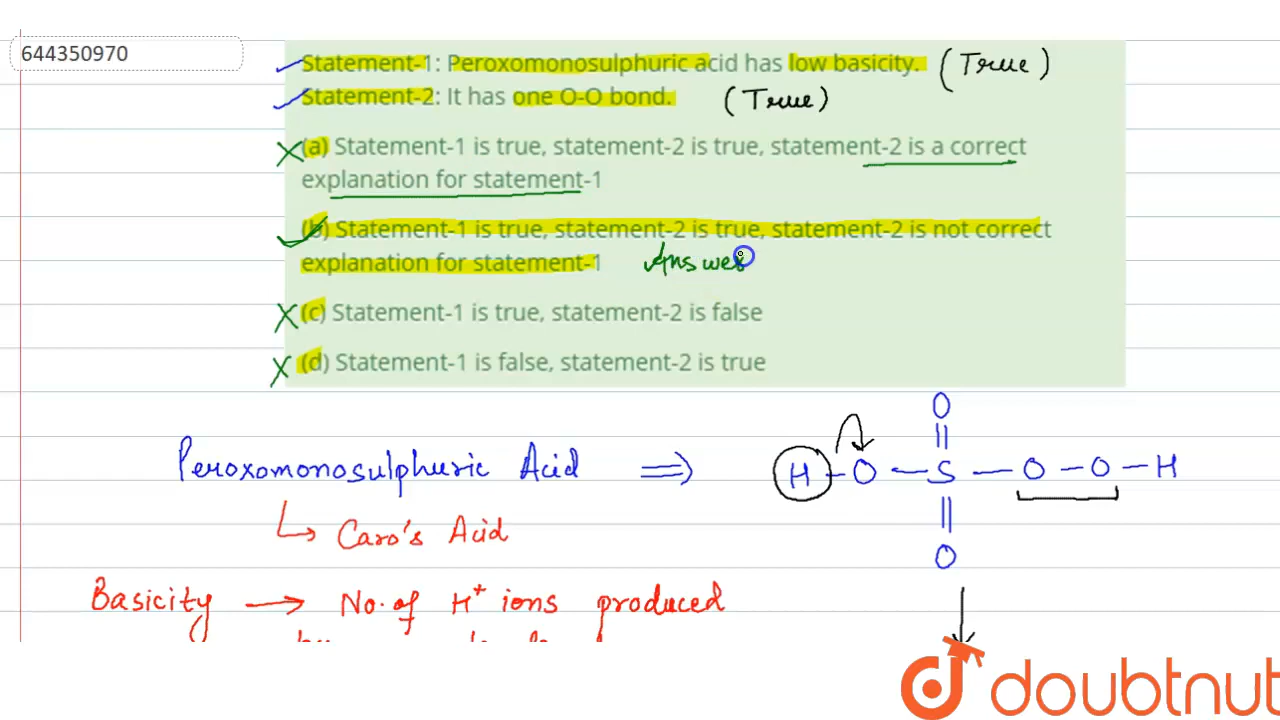 644350970
Statement-1: Peroxomonosulphuric acid has low basicity. (True)
Statement-2: It has one O-O bond. (True)
(a) Statement-1 is true, statement-2 is true, statement-2 is a correct
explanation for statement-1
(b) Statement-1 is true, statement-2 is true, statement-2 is not correct
explanation for statement-1 Answer
(c) Statement-1 is true, statement-2 is false
(d) Statement-1 is false, statement-2 is true
O
Peroxomonosulphuric Acid ⇒ H-O-S-O-O-H
O
↳ Caro's Acid
Basicity → No. of H⁺ ions produced
doubtnut